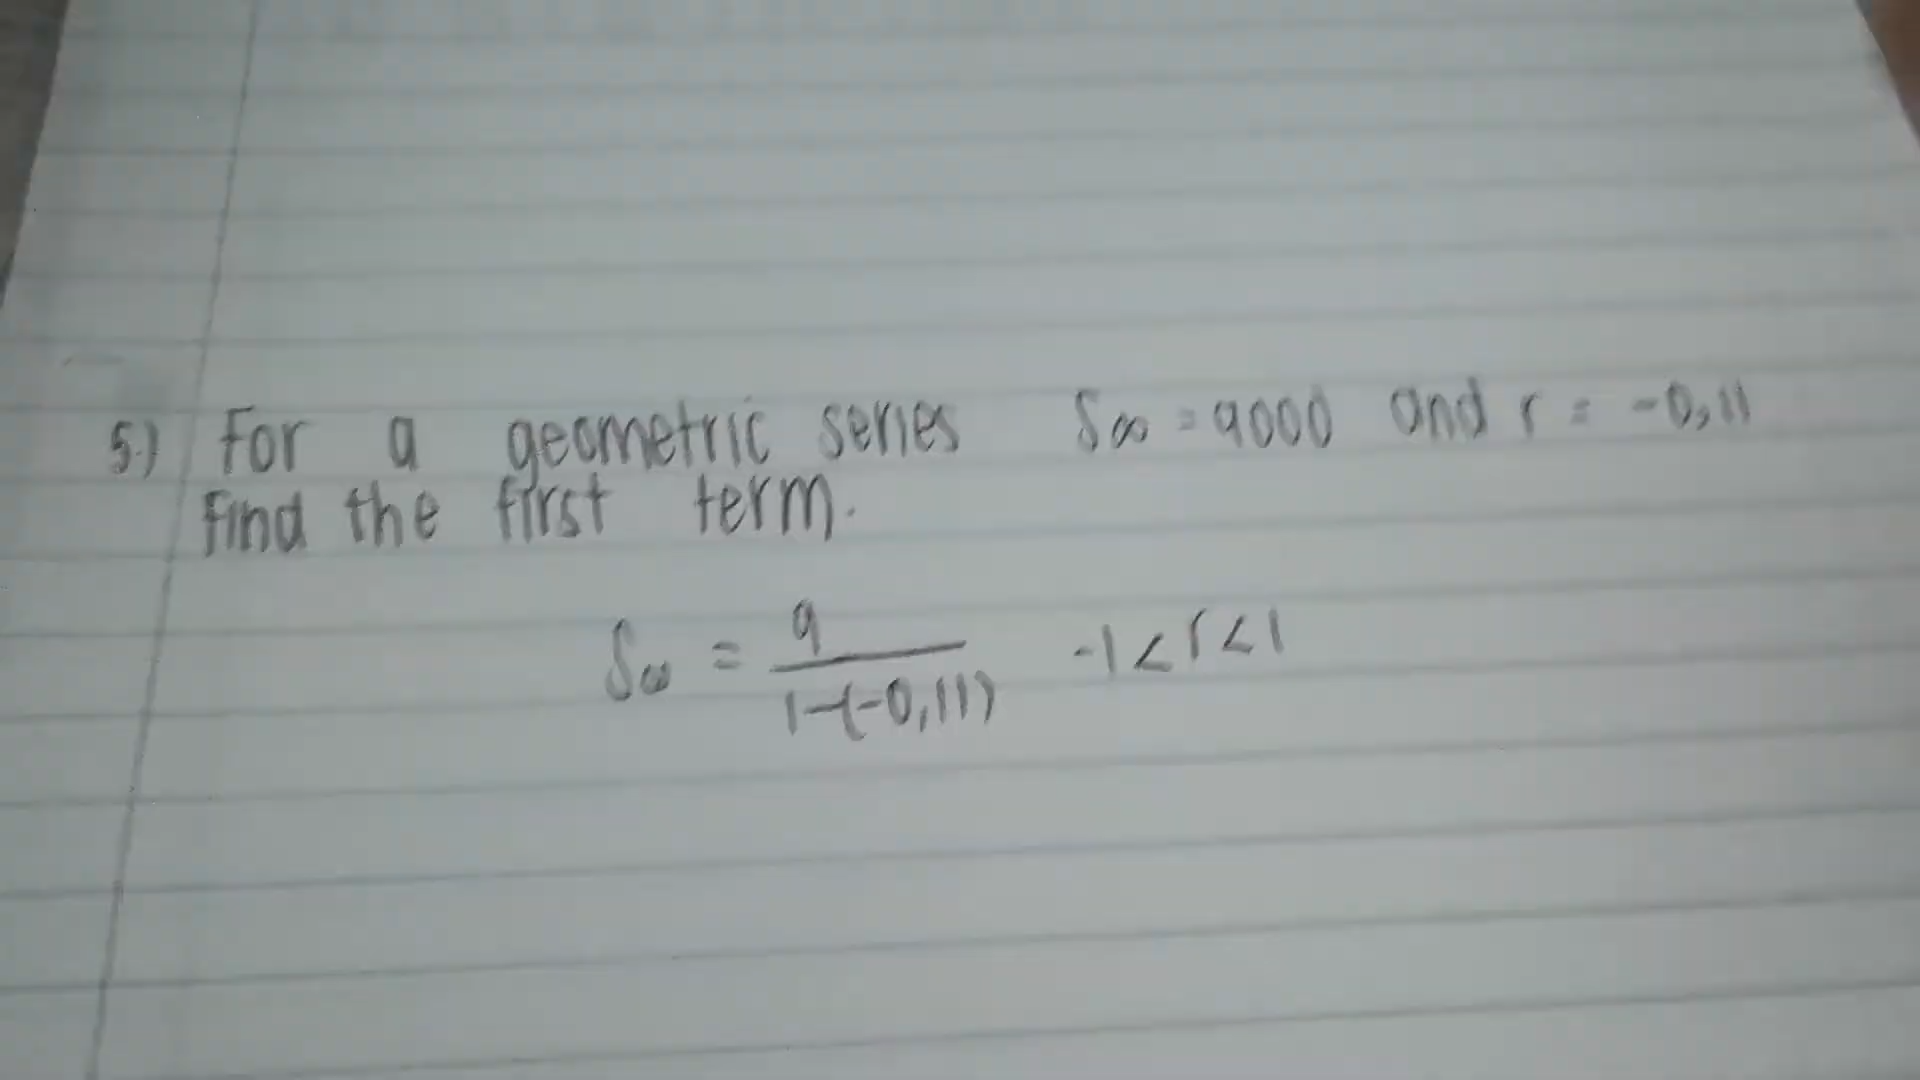 5.) For a geometric series S∞ = 9000 and r = -0,11
Find the first term.
S∞ = a / 1-(-0,11) -1<r<1